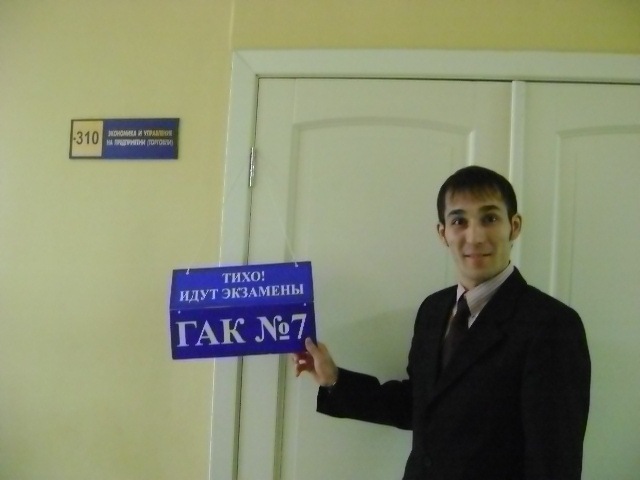 -310
ЭКОНОМИКА И УПРАВЛЕНИЕ
НА ПРЕДПРИЯТИИ (ТОРГОВЛИ)
ТИХО!
ИДУТ ЭКЗАМЕНЫ
ГАК №7